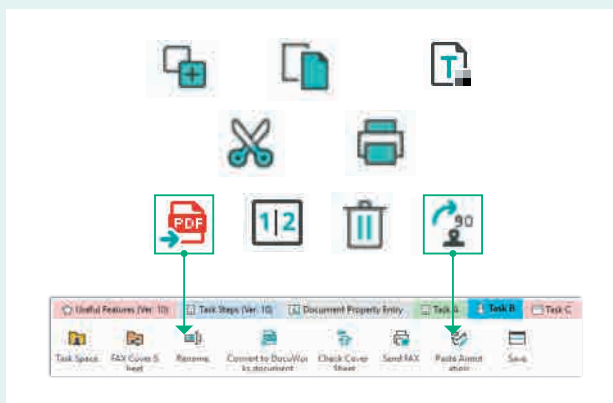 T
PDF
1|2
90
Useful Features (Ver. 10) Task Steps (Ver. 10) Document Property Entry Task A Task B Task C
Task Space FAX Cover S Rename Convert to DocuWor Check Cover Send FAX Paste Annot Save
heet ks document Sheet ation